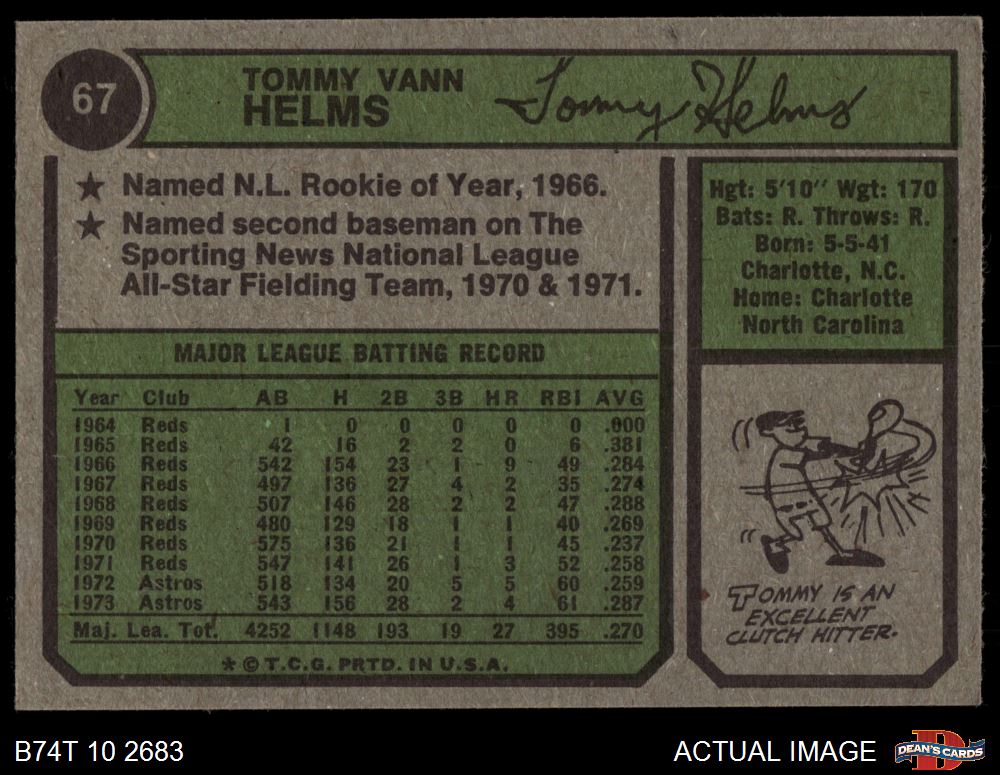 67
TOMMY VANN
HELMS
Tommy Helms
★ Named N.L. Rookie of Year, 1966.
★ Named second baseman on The
Sporting News National League
All-Star Fielding Team, 1970 & 1971.
Hgt: 5'10" Wgt: 170
Bats: R. Throws: R.
Born: 5-5-41
Charlotte, N.C.
Home: Charlotte
North Carolina
MAJOR LEAGUE BATTING RECORD
Year Club AB H 2B 3B HR RBI AVG
1964 Reds 1 0 0 0 0 0 .000
1965 Reds 42 16 2 2 0 6 .381
1966 Reds 542 154 23 1 9 49 .284
1967 Reds 497 136 27 4 2 35 .274
1968 Reds 507 146 28 2 2 47 .288
1969 Reds 480 129 18 1 1 40 .269
1970 Reds 575 136 21 1 1 45 .237
1971 Reds 547 141 26 1 3 52 .258
1972 Astros 518 134 20 5 5 60 .259
1973 Astros 543 156 28 2 4 61 .287
Maj. Lea. Tot. 4252 1148 193 19 27 395 .270
* © T.C.G. PRTD. IN U.S.A.
TOMMY IS AN
EXCELLENT
CLUTCH HITTER.
B74T 10 2683
ACTUAL IMAGE
DEAN'S CARDS